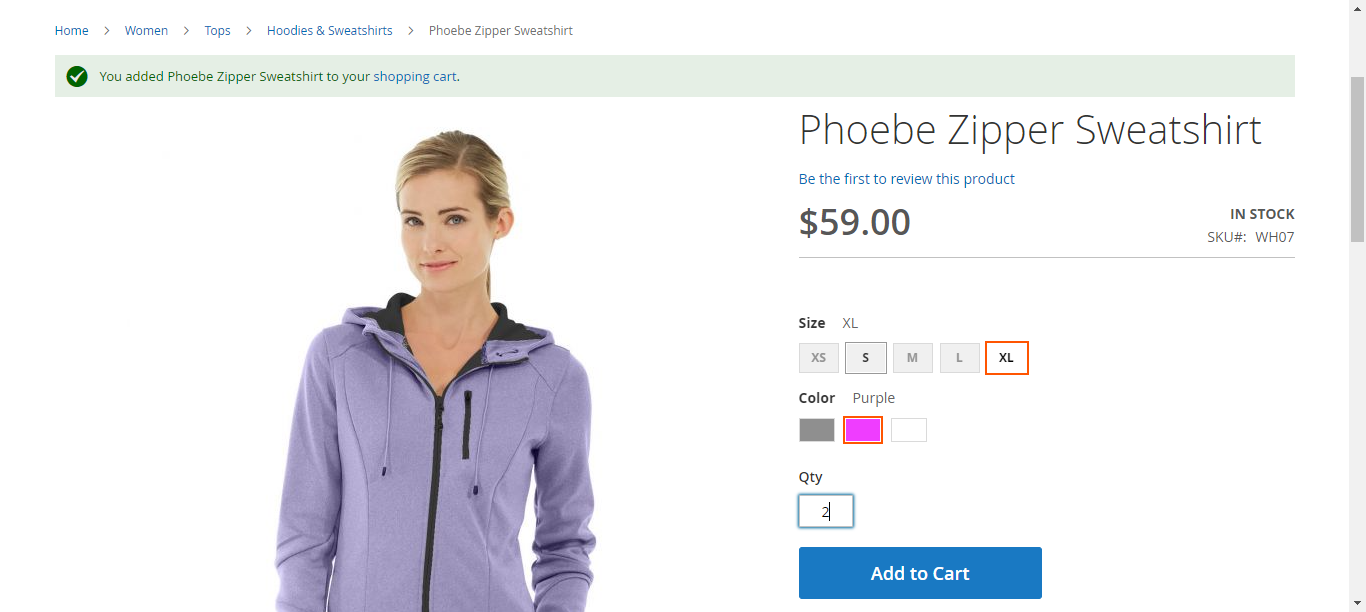 Home > Women > Tops > Hoodies & Sweatshirts > Phoebe Zipper Sweatshirt
You added Phoebe Zipper Sweatshirt to your shopping cart.
Phoebe Zipper Sweatshirt
Be the first to review this product
$59.00
IN STOCK
SKU#: WH07
Size XL
XS S M L XL
Color Purple
Qty
2
Add to Cart